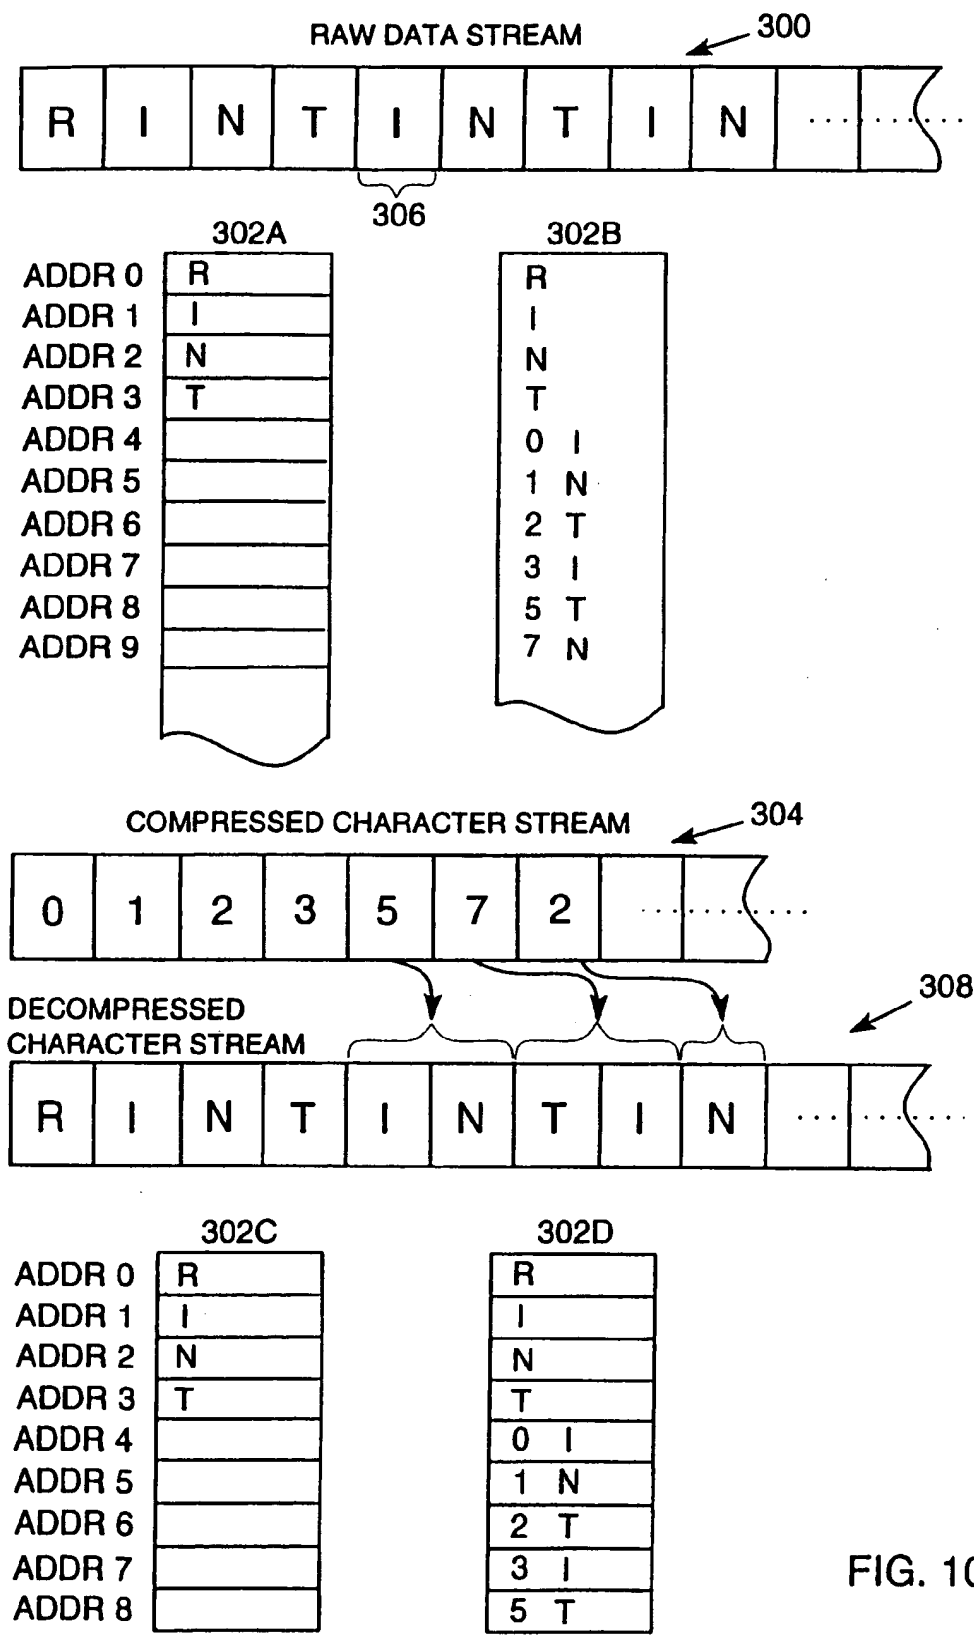 RAW DATA STREAM 300
R I N T I N T I N ..........
306
302A 302B
ADDR 0 R R
ADDR 1 I I
ADDR 2 N N
ADDR 3 T T
ADDR 4 0 I
ADDR 5 1 N
ADDR 6 2 T
ADDR 7 3 I
ADDR 8 5 T
ADDR 9 7 N
COMPRESSED CHARACTER STREAM 304
0 1 2 3 5 7 2 ..........
308
DECOMPRESSED
CHARACTER STREAM
R I N T I N T I N ..........
302C 302D
ADDR 0 R R
ADDR 1 I I
ADDR 2 N N
ADDR 3 T T
ADDR 4 0 I
ADDR 5 1 N
ADDR 6 2 T
ADDR 7 3 I
ADDR 8 5 T
FIG. 10